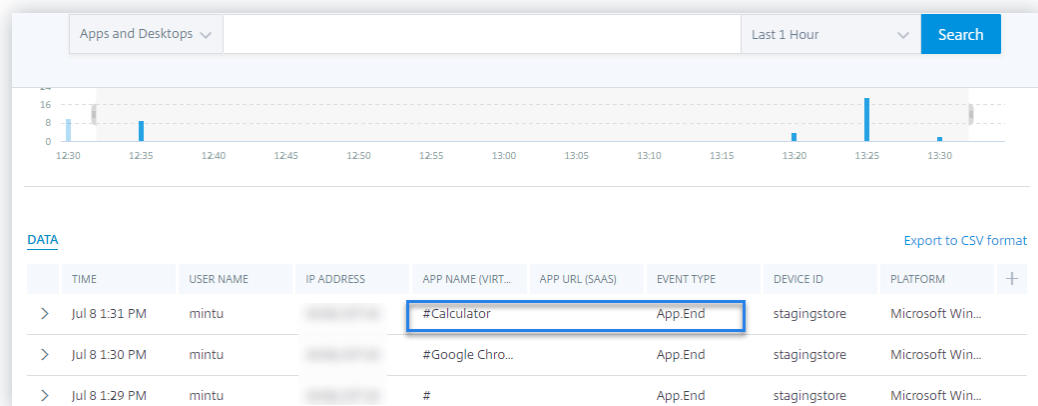 Apps and Desktops Last 1 Hour Search
16
8
0
12:30 12:35 12:40 12:45 12:50 12:55 13:00 13:05 13:10 13:15 13:20 13:25 13:30
DATA Export to CSV format
TIME USER NAME IP ADDRESS APP NAME (VIRT... APP URL (SAAS) EVENT TYPE DEVICE ID PLATFORM
Jul 8 1:31 PM mintu #Calculator App.End stagingstore Microsoft Win...
Jul 8 1:30 PM mintu #Google Chro... App.End stagingstore Microsoft Win...
Jul 8 1:29 PM mintu # App.End stagingstore Microsoft Win...